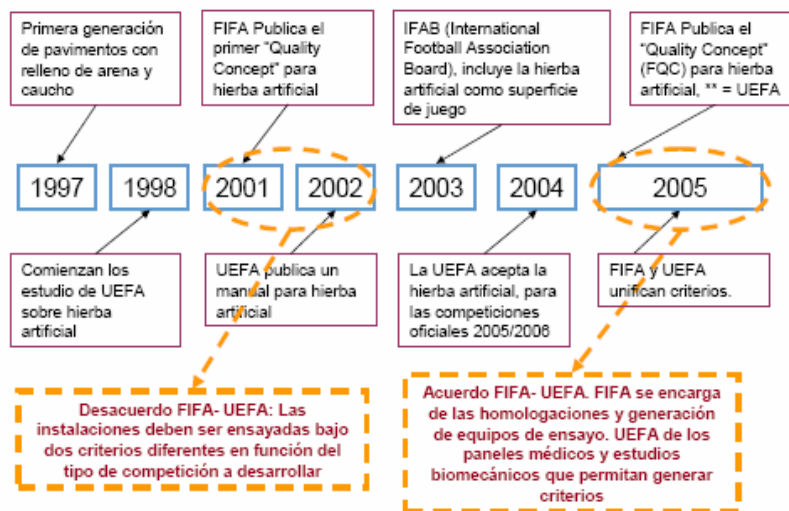 Primera generación
de pavimentos con
relleno de arena y
caucho
FIFA Publica el
primer "Quality
Concept" para
hierba artificial
IFAB (International
Football Association
Board), incluye la hierba
artificial como superficie
de juego
FIFA Publica el
"Quality Concept"
(FQC) para hierba
artificial, ** = UEFA
1997
1998
2001
2002
2003
2004
2005
Comienzan los
estudio de UEFA
sobre hierba
artificial
UEFA publica un
manual para hierba
artificial
La UEFA acepta la
hierba artificial, para
las competiciones
oficiales 2005/2006
FIFA y UEFA
unifican criterios.
Desacuerdo FIFA- UEFA: Las
instalaciones deben ser ensayadas bajo
dos criterios diferentes en función del
tipo de competición a desarrollar
Acuerdo FIFA- UEFA. FIFA se encarga
de las homologaciones y generación
de equipos de ensayo. UEFA de los
paneles médicos y estudios
biomecánicos que permitan generar
criterios